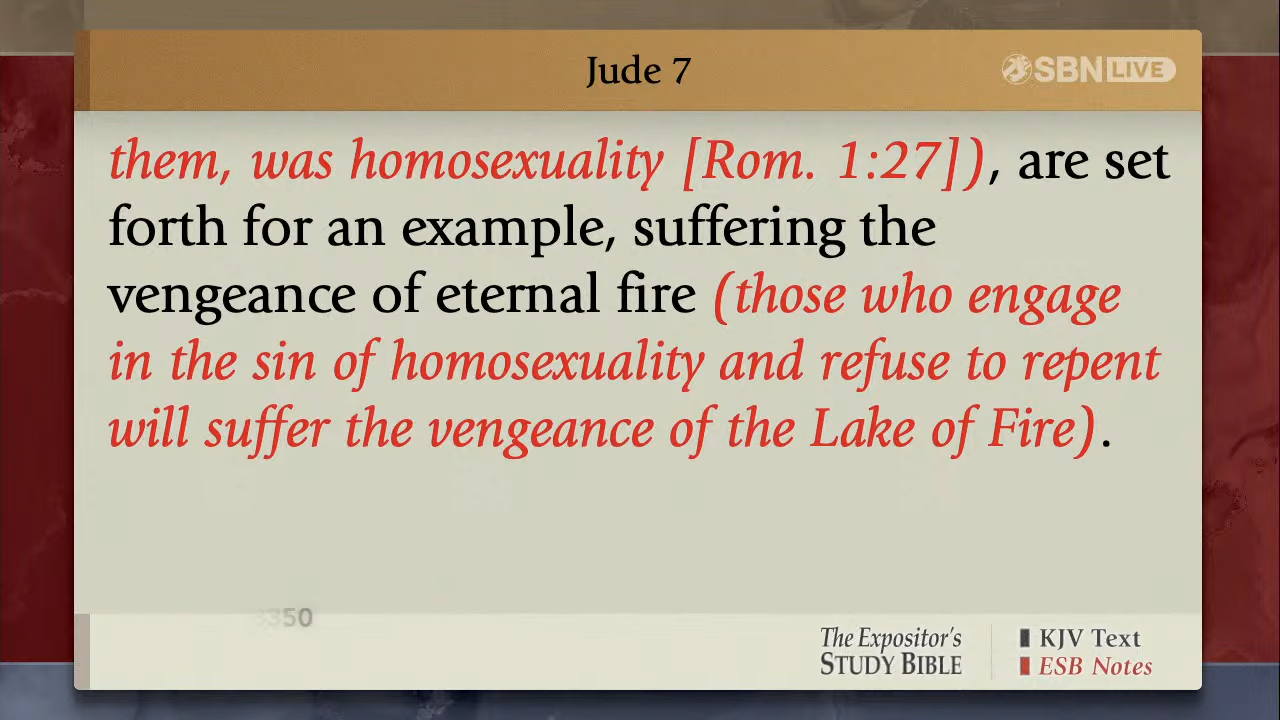 Jude 7
SBN LIVE
them, was homosexuality [Rom. 1:27]), are set
forth for an example, suffering the
vengeance of eternal fire (those who engage
in the sin of homosexuality and refuse to repent
will suffer the vengeance of the Lake of Fire).
350
The Expositor's
STUDY BIBLE
KJV Text
ESB Notes